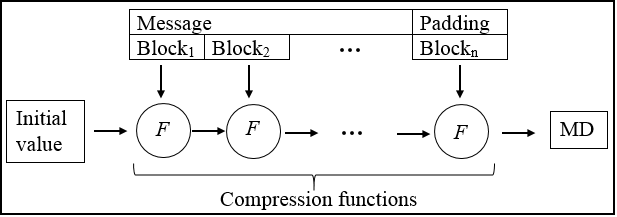 Message Padding
Block1 Block2 ... Blockn
Initial
value
F F ... F
MD
Compression functions